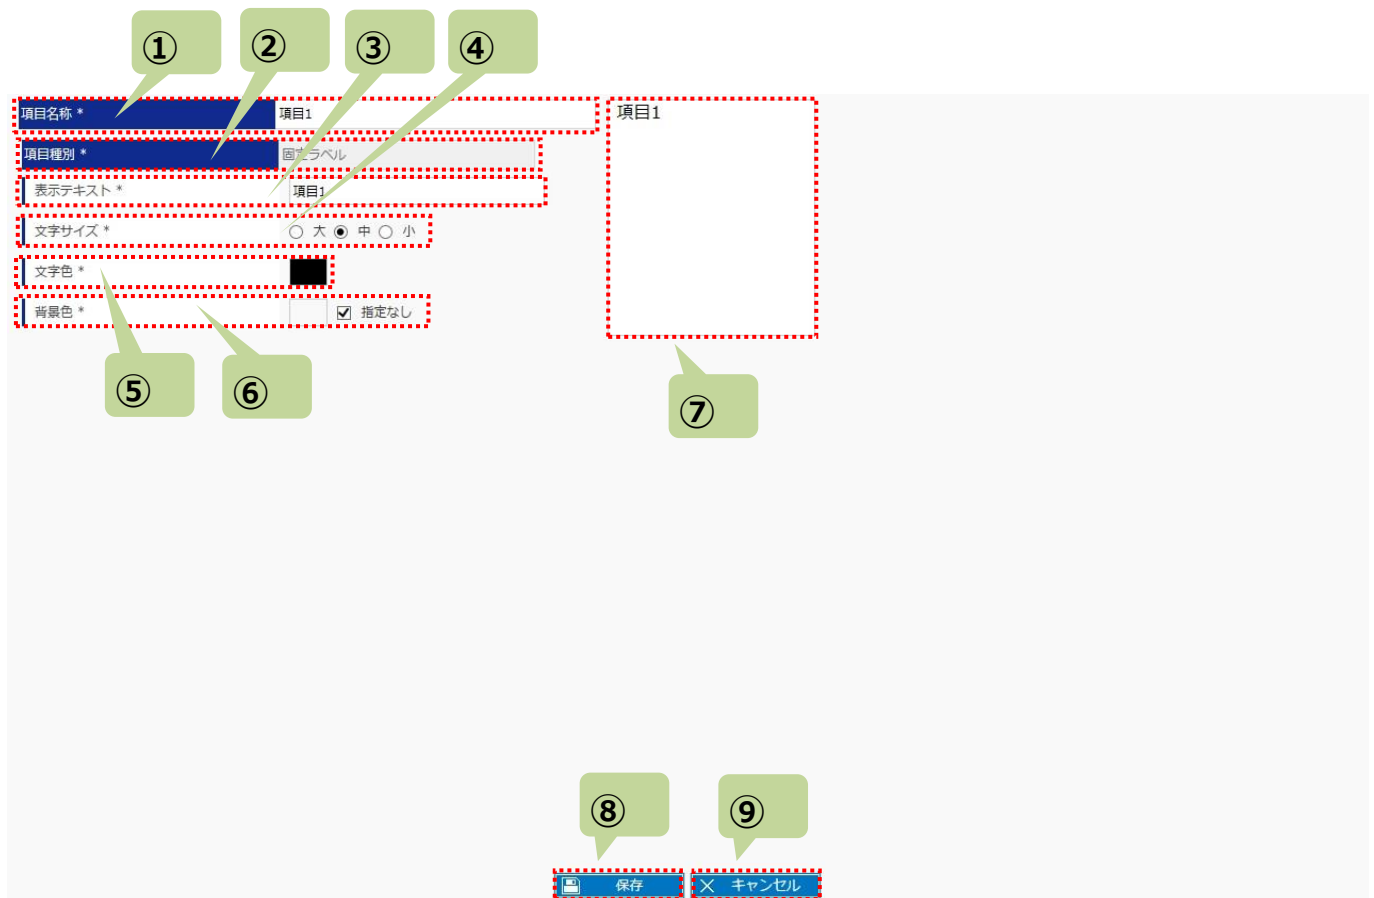 ① ② ③ ④
項目名称 * 項目1
項目種別 * 固定ラベル
表示テキスト * 項目1
文字サイズ * 大 中 小
文字色 *
背景色 * 指定なし
項目1
⑤ ⑥
⑦
⑧ ⑨
保存 キャンセル